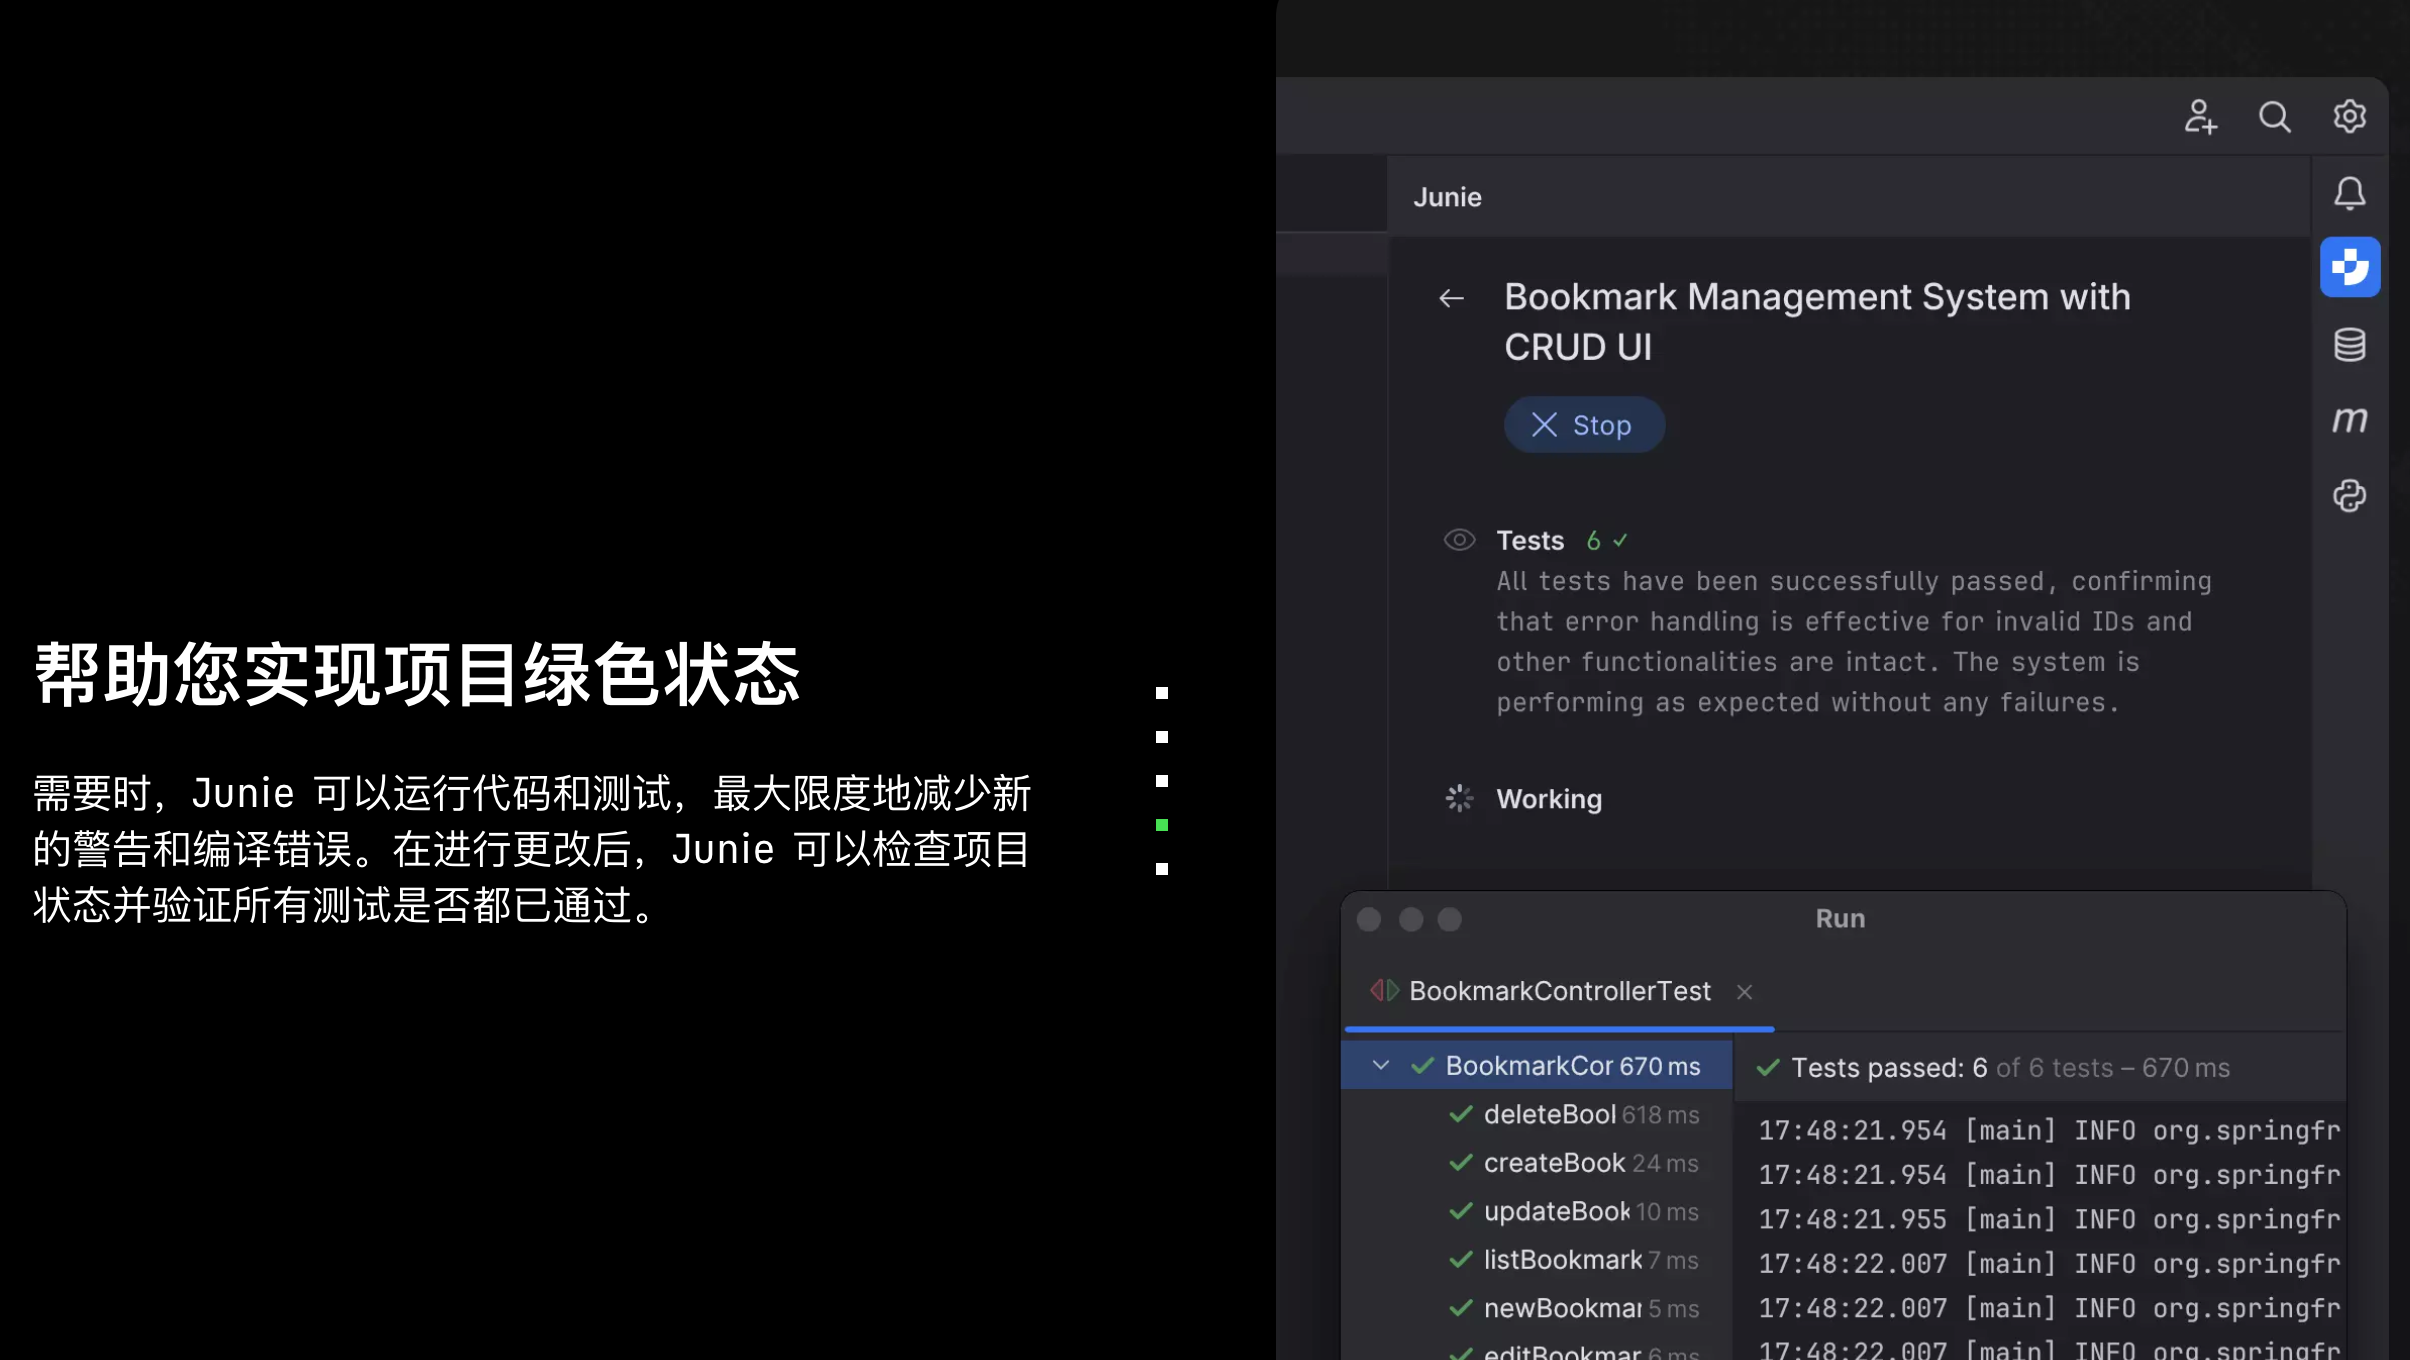 帮助您实现项目绿色状态
需要时，Junie 可以运行代码和测试，最大限度地减少新
的警告和编译错误。在进行更改后，Junie 可以检查项目
状态并验证所有测试是否都已通过。
Junie
Bookmark Management System with
CRUD UI
Stop
Tests 6
All tests have been successfully passed, confirming
that error handling is effective for invalid IDs and
other functionalities are intact. The system is
performing as expected without any failures.
Working
Run
BookmarkControllerTest
BookmarkCor 670 ms
deleteBool 618 ms
createBook 24 ms
updateBook 10 ms
listBookmark 7 ms
newBookmar 5 ms
editBookmar 6 ms
Tests passed: 6 of 6 tests – 670 ms
17:48:21.954 [main] INFO org.springfr
17:48:21.954 [main] INFO org.springfr
17:48:21.955 [main] INFO org.springfr
17:48:22.007 [main] INFO org.springfr
17:48:22.007 [main] INFO org.springfr
17:48:22.007 [main] INFO org.springfr
m